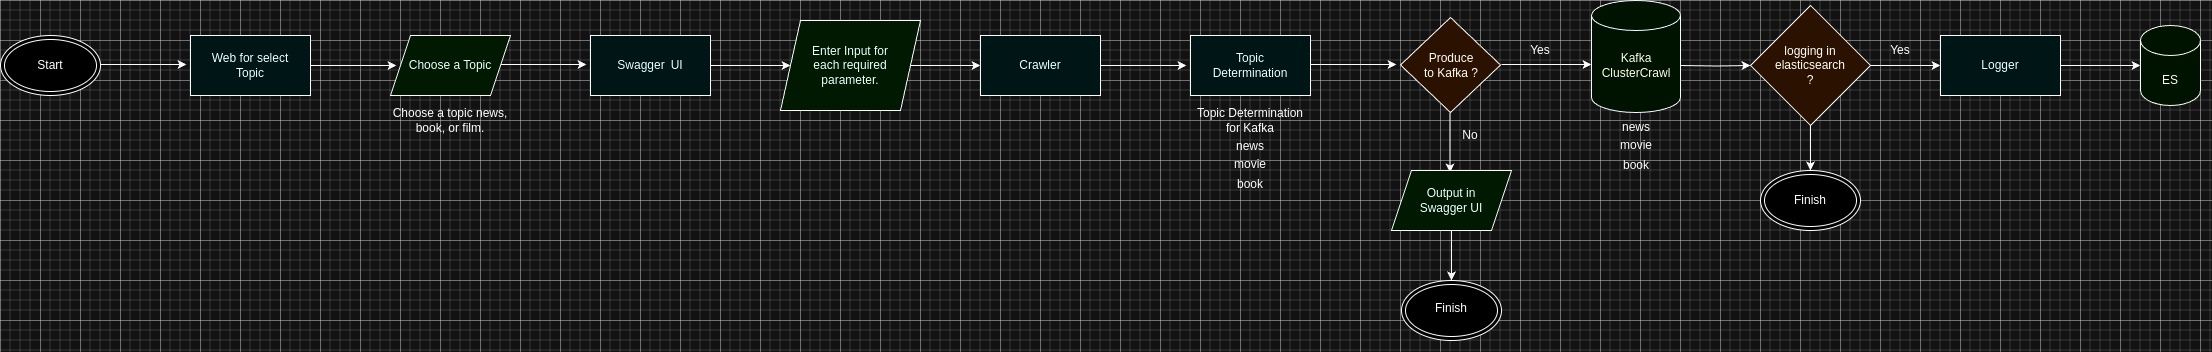 Start
Web for select
Topic
Choose a Topic
Choose a topic news,
book, or film.
Swagger  UI
Enter Input for
each required
parameter.
Crawler
Topic
Determination
Topic Determination
for Kafka
news
movie
book
Produce
to Kafka ?
Yes
No
Output in
Swagger UI
Finish
Kafka
ClusterCrawl
news
movie
book
logging in
elasticsearch
?
Yes
Finish
Logger
ES